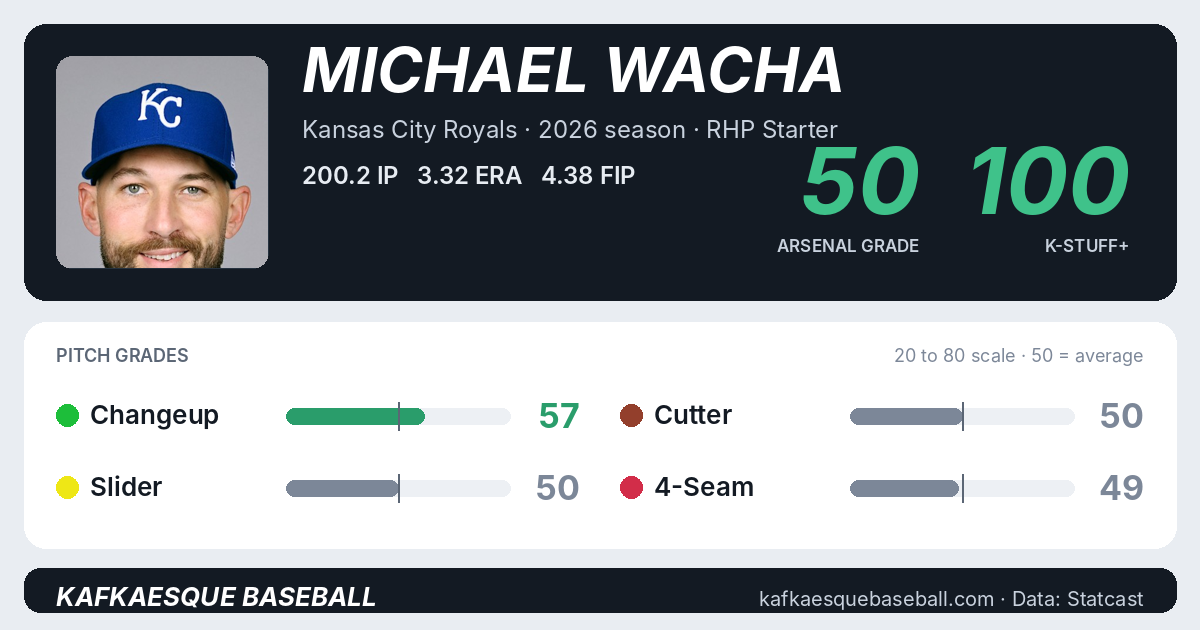 MICHAEL WACHA
Kansas City Royals · 2026 season · RHP Starter
200.2 IP 3.32 ERA 4.38 FIP
50 100
ARSENAL GRADE K-STUFF+
KC
PITCH GRADES 20 to 80 scale · 50 = average
Changeup 57 Cutter 50
Slider 50 4-Seam 49
KAFKAESQUE BASEBALL kafkaesquebaseball.com · Data: Statcast